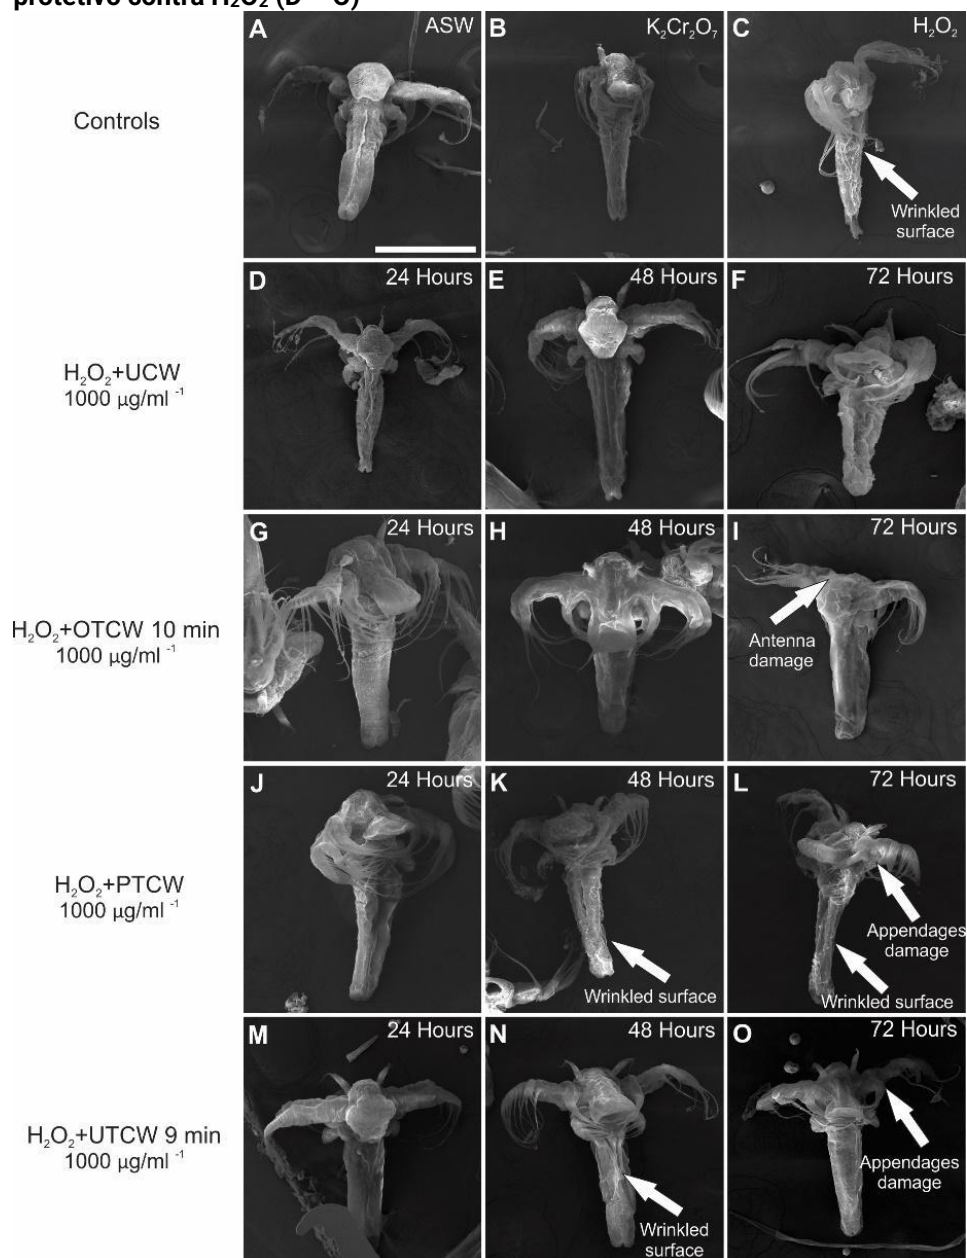 protetivo contra H₂O₂ (D – O)
A ASW B K₂Cr₂O₇ C H₂O₂
Controls
Wrinkled
surface
D 24 Hours E 48 Hours F 72 Hours
H₂O₂+UCW
1000 µg/ml ⁻¹
G 24 Hours H 48 Hours I 72 Hours
H₂O₂+OTCW 10 min
1000 µg/ml ⁻¹
Antenna
damage
J 24 Hours K 48 Hours L 72 Hours
H₂O₂+PTCW
1000 µg/ml ⁻¹
Appendages
damage
Wrinkled surface
Wrinkled surface
M 24 Hours N 48 Hours O 72 Hours
H₂O₂+UTCW 9 min
1000 µg/ml ⁻¹
Appendages
damage
Wrinkled
surface